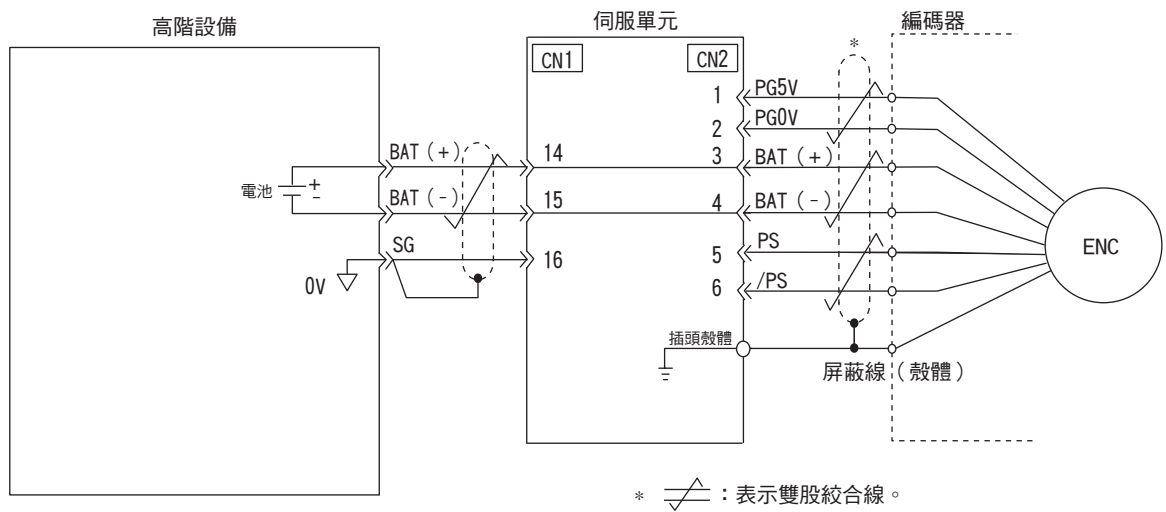 高階設備
伺服單元
編碼器
CN1
CN2
*
1
PG5V
2
PG0V
BAT (+)
14
3
BAT (+)
電池
+
-
BAT (-)
15
4
BAT (-)
SG
16
5
PS
0V
6
/PS
ENC
插頭殼體
屏蔽線 (殼體)
* :表示雙股絞合線。